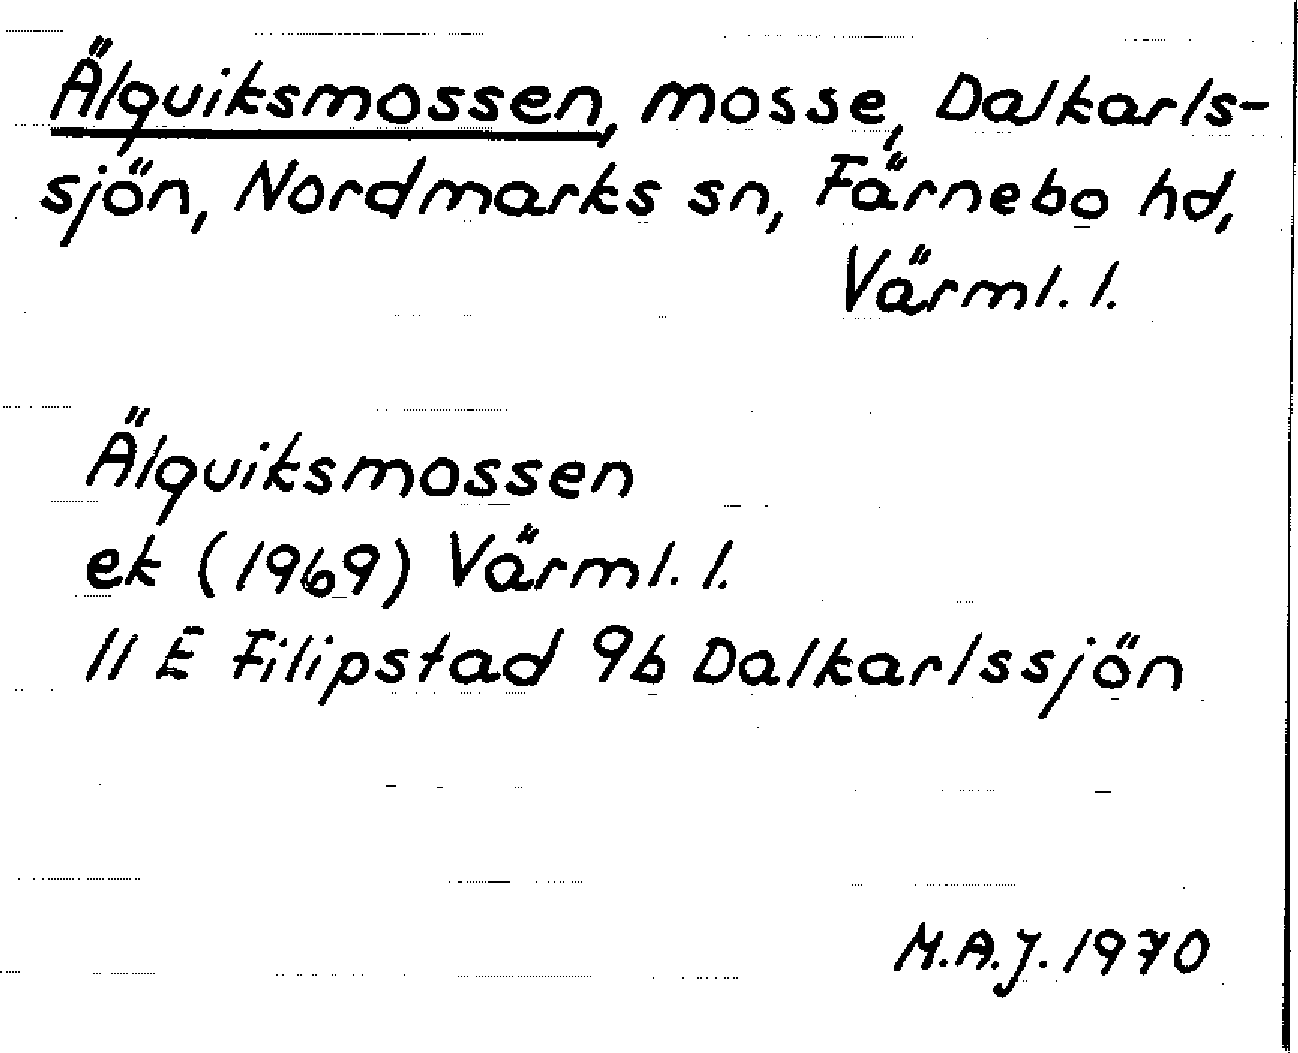 Älquiksmossen, mosse, Dalkarls-
sjön, Nordmarks sn, Färnebo hd,
Värml. l.
Älquiksmossen
ek (1969) Värml. l.
11 E Filipstad 9b Dalkarlssjön
M.A.J. 1970